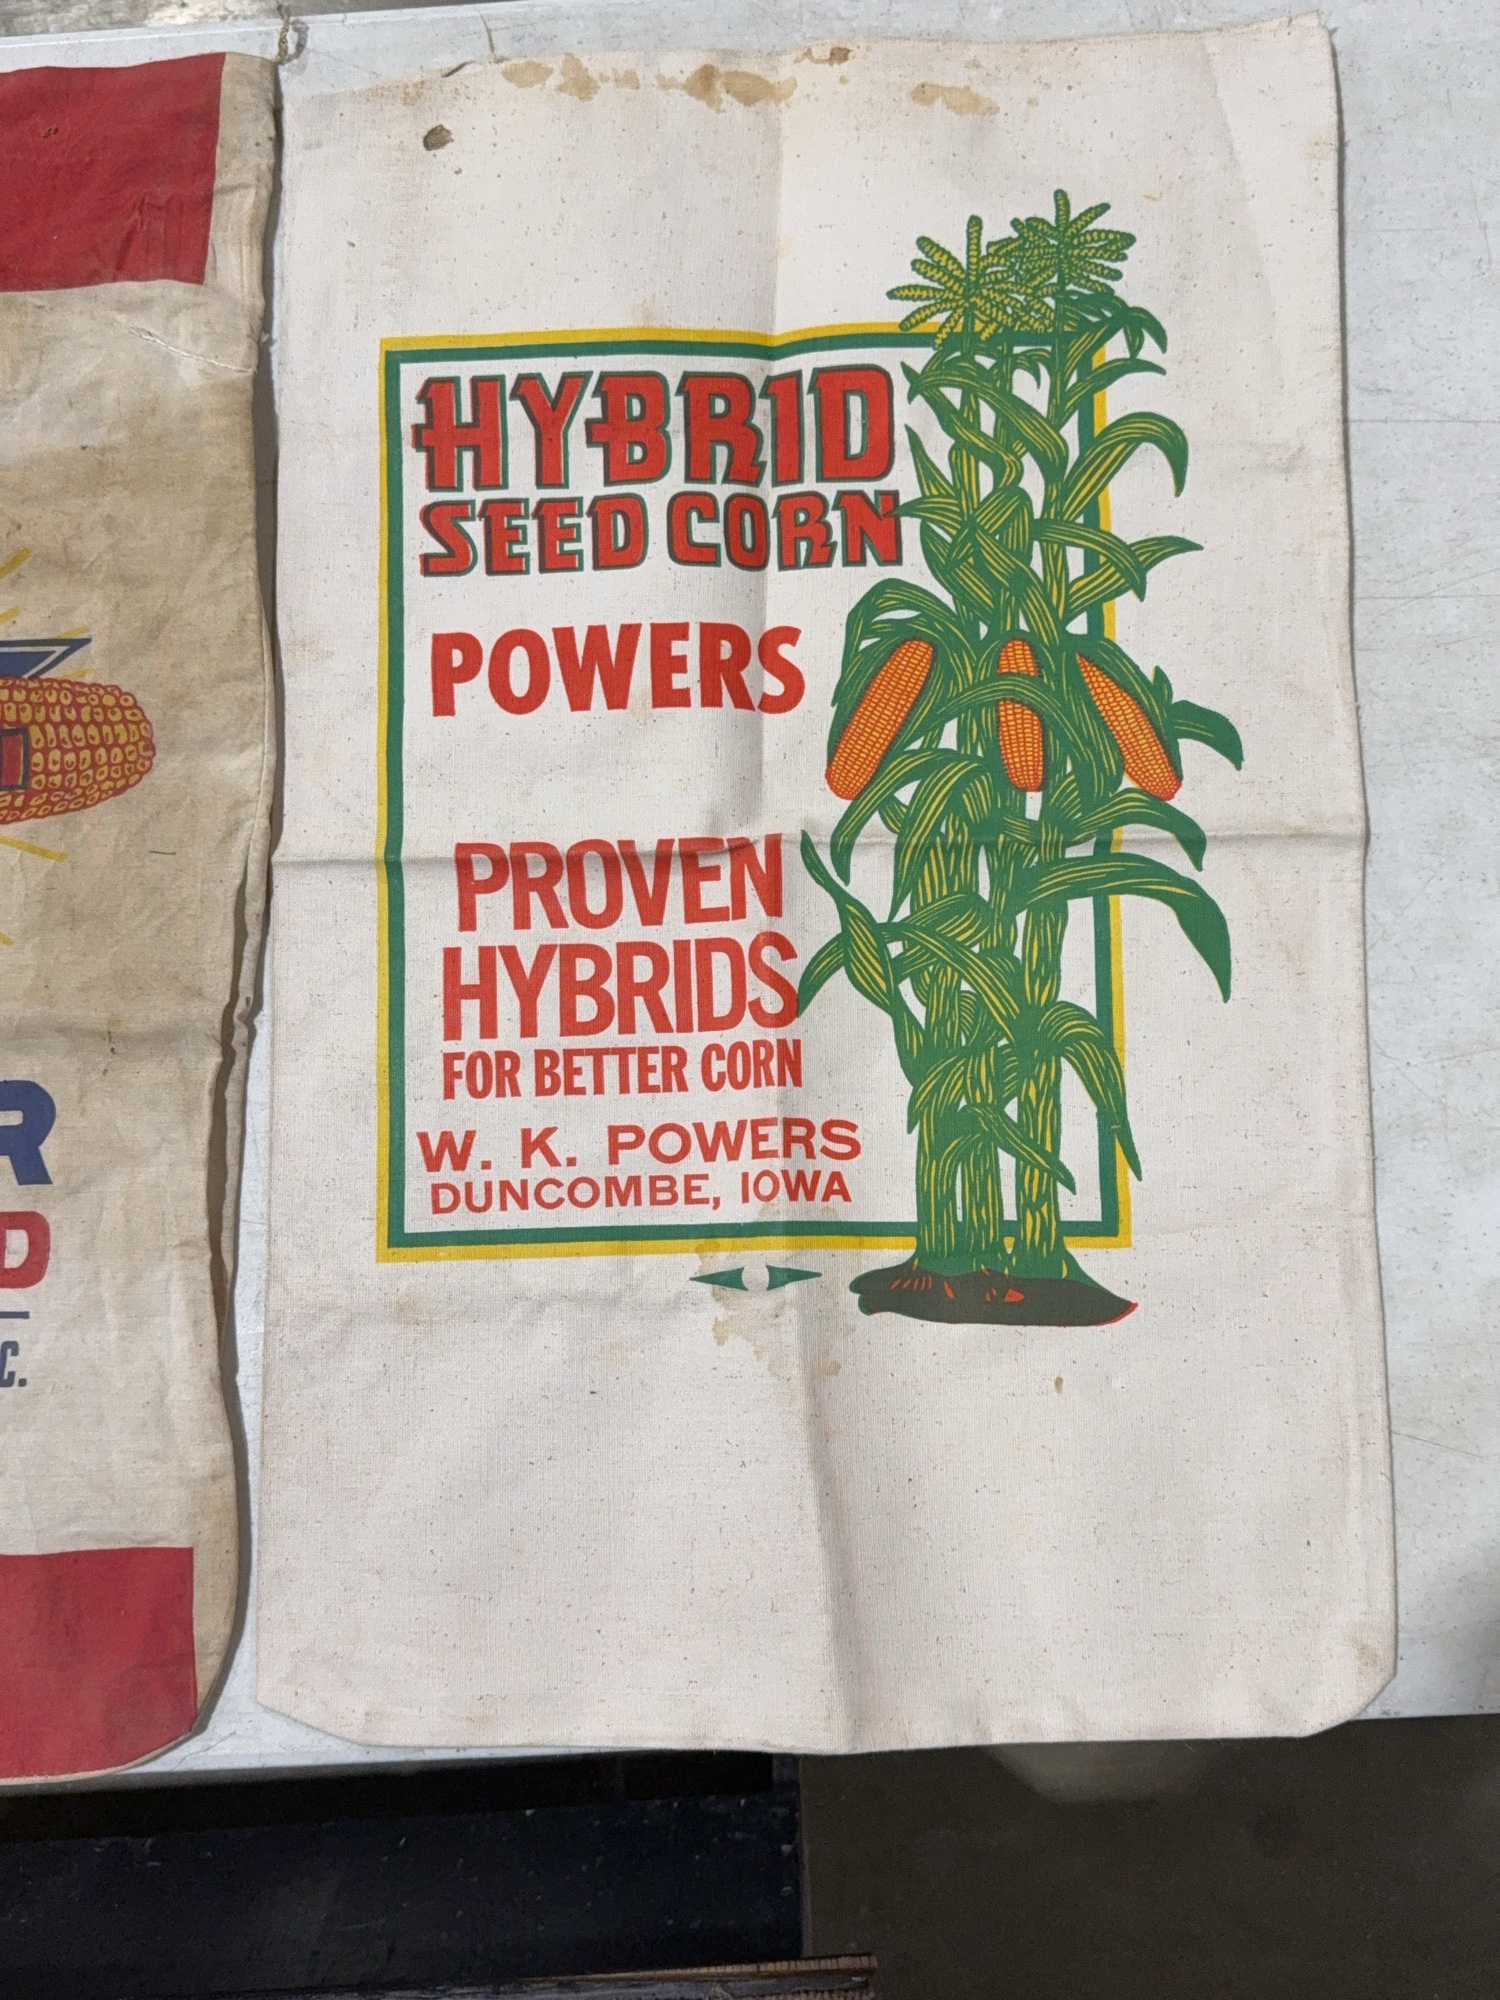 HYBRID
SEED CORN
POWERS
PROVEN
HYBRIDS
FOR BETTER CORN
W. K. POWERS
DUNCOMBE, IOWA
R
D
C.